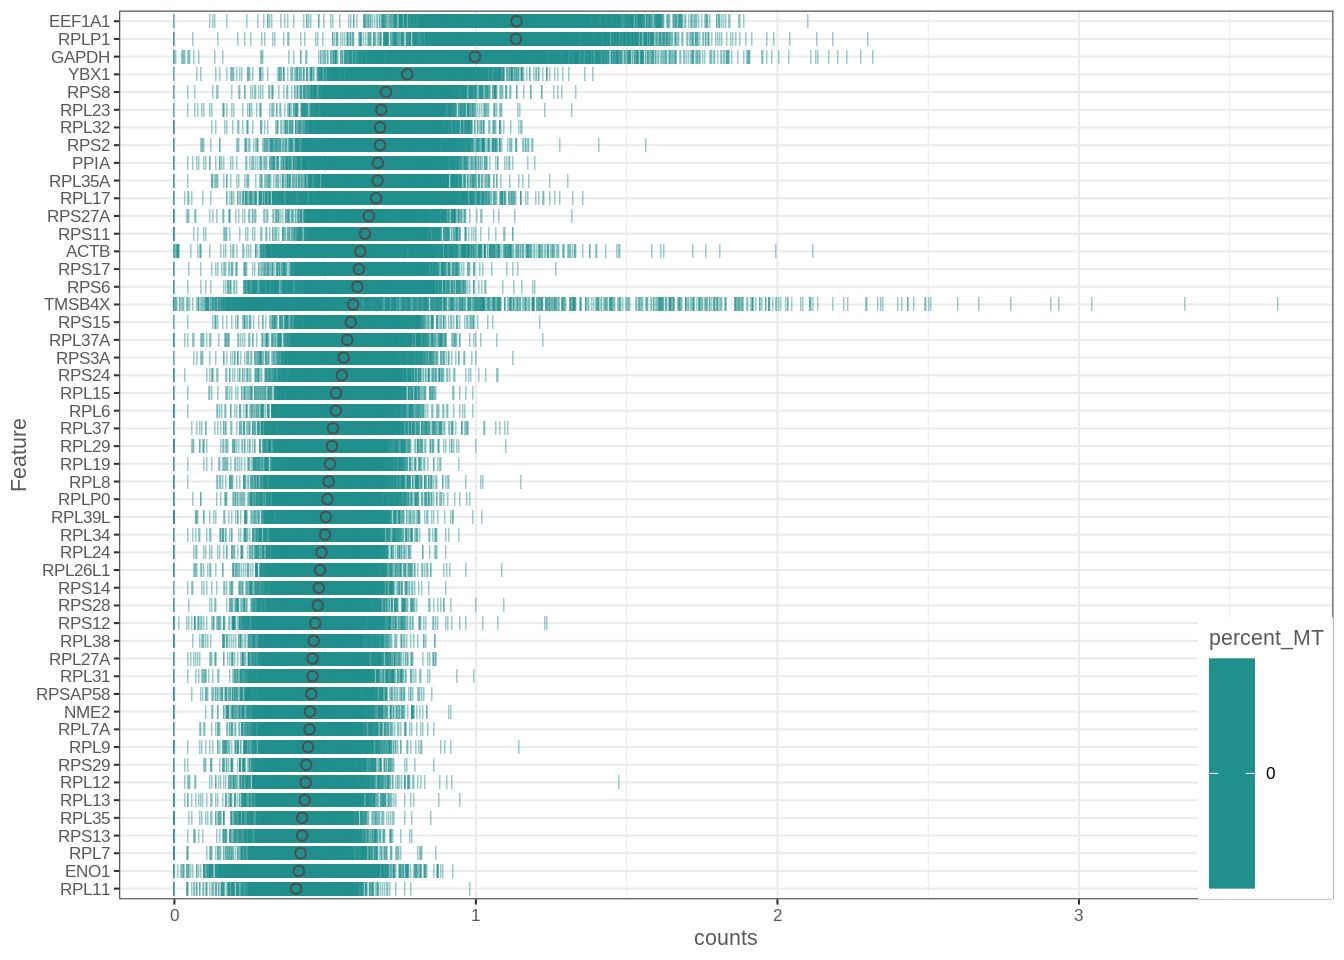 EEF1A1
RPLP1
GAPDH
YBX1
RPS8
RPL23
RPL32
RPS2
PPIA
RPL35A
RPL17
RPS27A
RPS11
ACTB
RPS17
RPS6
TMSB4X
RPS15
RPL37A
RPS3A
RPS24
RPL15
RPL6
RPL37
RPL29
RPL19
RPL8
RPLP0
RPL39L
RPL34
RPL24
RPL26L1
RPS14
RPS28
RPS12
RPL38
RPL27A
RPL31
RPSAP58
NME2
RPL7A
RPL9
RPS29
RPL12
RPL13
RPL35
RPS13
RPL7
ENO1
RPL11
Feature
0 1 2 3
counts
percent_MT
0